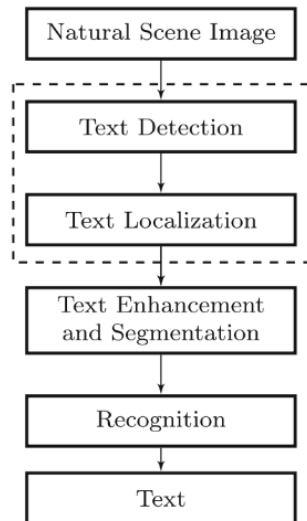 Natural Scene Image
Text Detection
Text Localization
Text Enhancement
and Segmentation
Recognition
Text